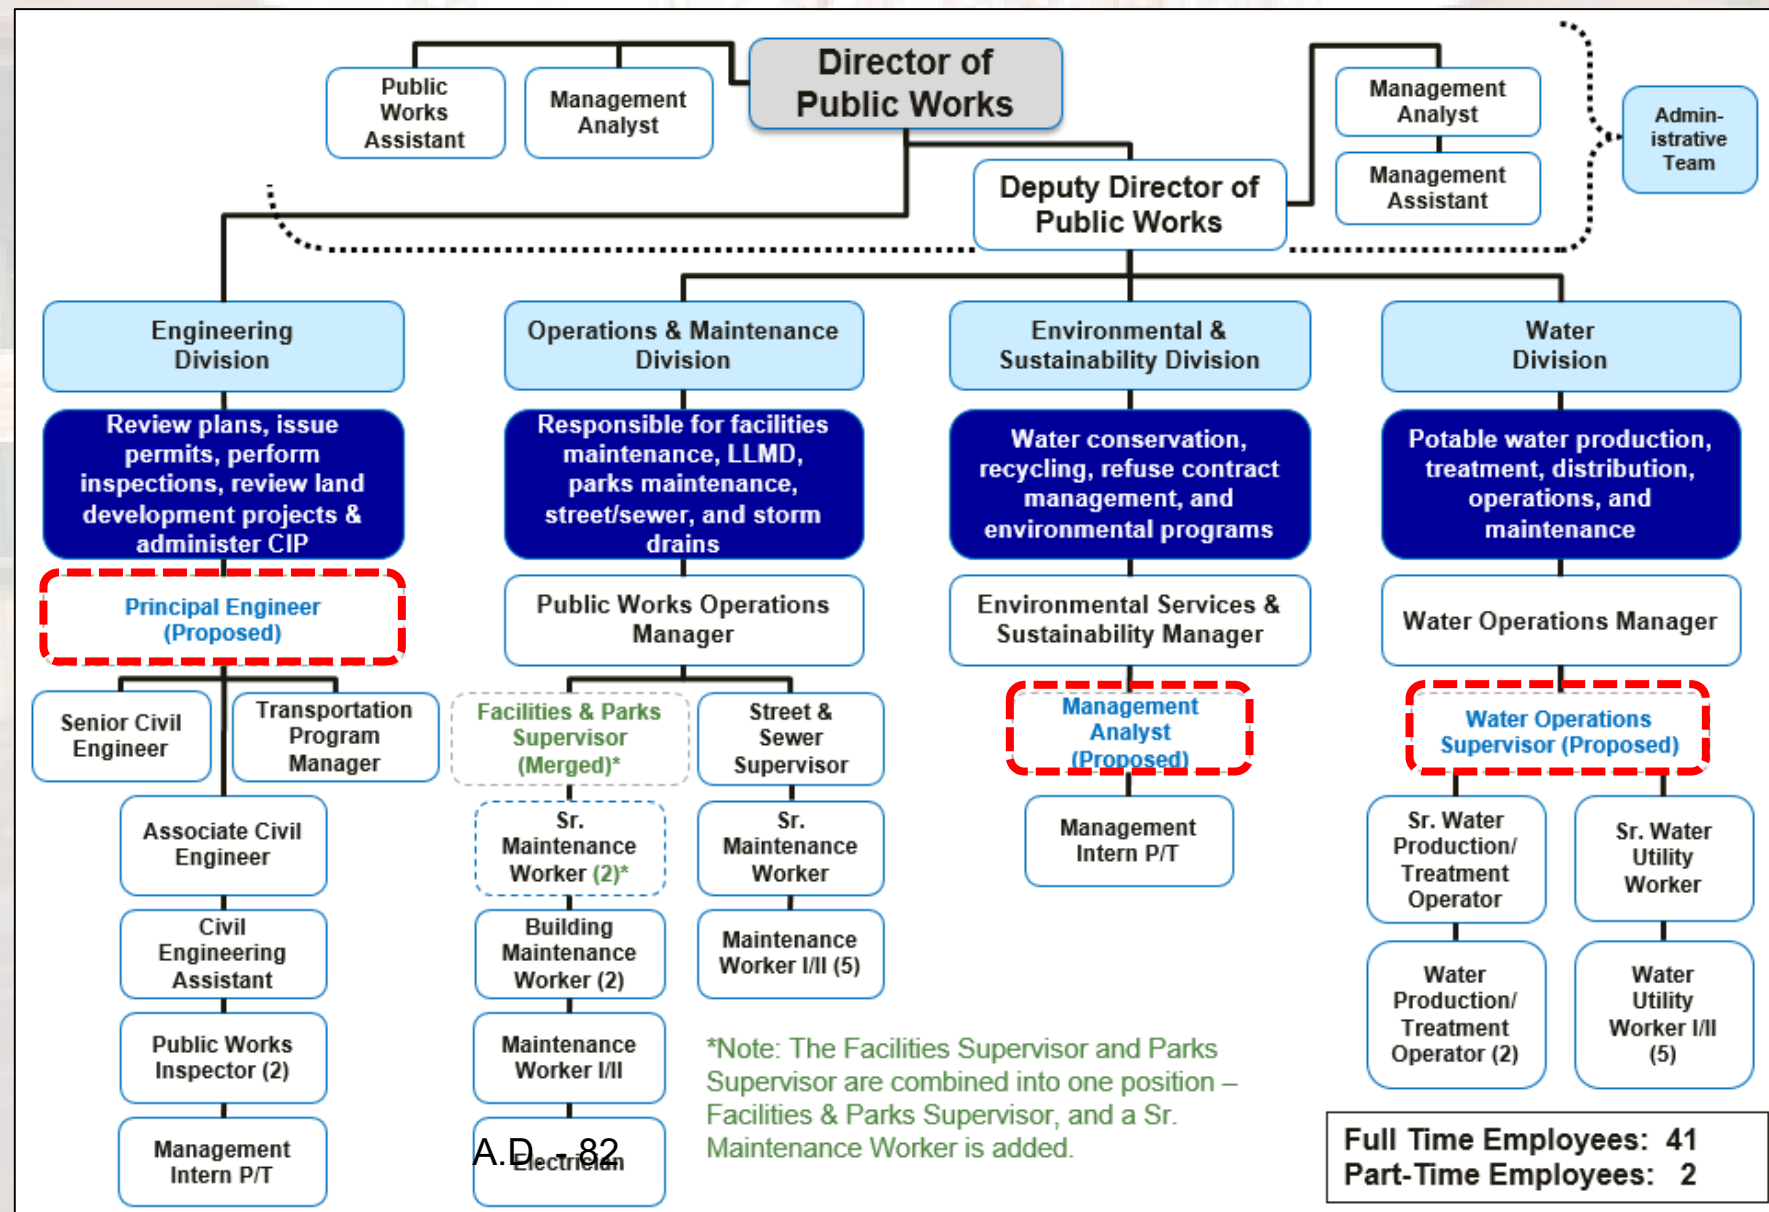 Director of
Public Works
Public
Works
Assistant
Management
Analyst
Management
Analyst
Management
Assistant
Admin-
istrative
Team
Deputy Director of
Public Works
Engineering
Division
Operations & Maintenance
Division
Environmental &
Sustainability Division
Water
Division
Review plans, issue
permits, perform
inspections, review land
development projects &
administer CIP
Responsible for facilities
maintenance, LLMD,
parks maintenance,
street/sewer, and storm
drains
Water conservation,
recycling, refuse contract
management, and
environmental programs
Potable water production,
treatment, distribution,
operations, and
maintenance
Principal Engineer
(Proposed)
Public Works Operations
Manager
Environmental Services &
Sustainability Manager
Water Operations Manager
Senior Civil
Engineer
Transportation
Program
Manager
Facilities & Parks
Supervisor
(Merged)*
Street &
Sewer
Supervisor
Management
Analyst
(Proposed)
Water Operations
Supervisor (Proposed)
Associate Civil
Engineer
Sr.
Maintenance
Worker (2)*
Sr.
Maintenance
Worker
Management
Intern P/T
Sr. Water
Production/
Treatment
Operator
Sr. Water
Utility
Worker
Civil
Engineering
Assistant
Building
Maintenance
Worker (2)
Maintenance
Worker I/II (5)
Water
Production/
Treatment
Operator (2)
Water
Utility
Worker I/II
(5)
Public Works
Inspector (2)
Maintenance
Worker I/II
*Note: The Facilities Supervisor and Parks
Supervisor are combined into one position –
Facilities & Parks Supervisor, and a Sr.
Maintenance Worker is added.
Management
Intern P/T
Electrician
A.D. - 82
Full Time Employees: 41
Part-Time Employees: 2